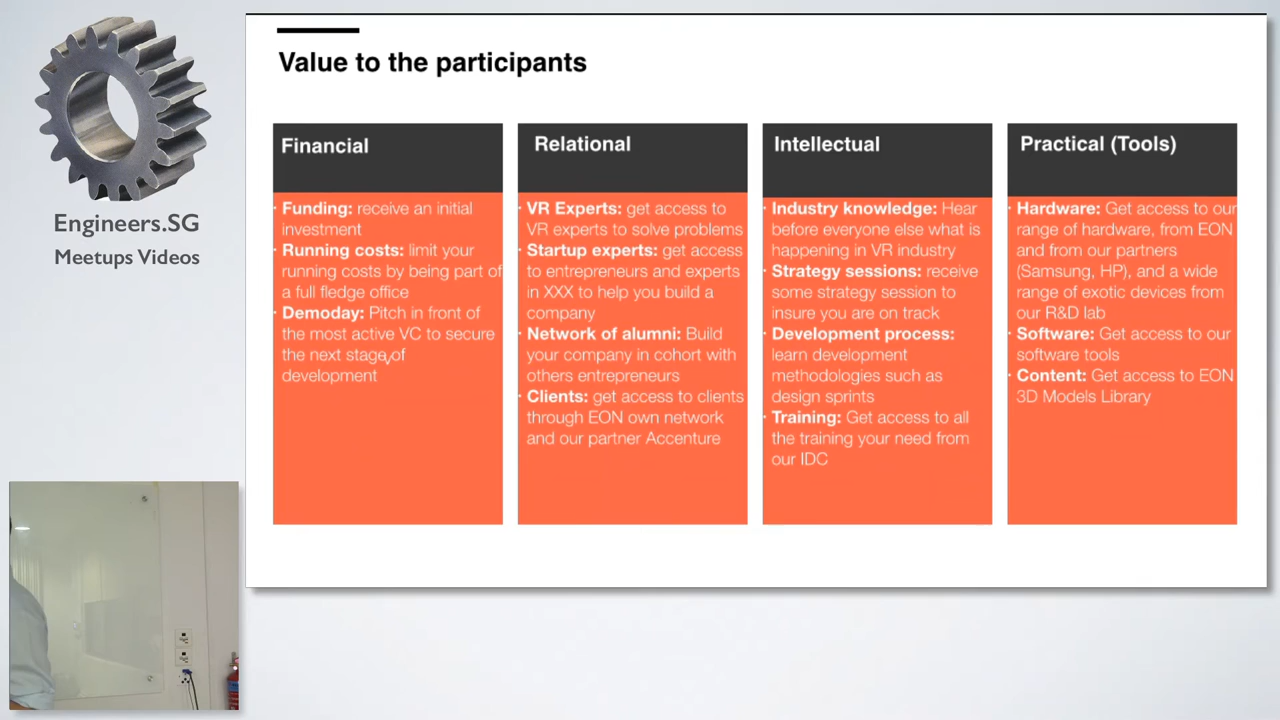 Engineers.SG
Meetups Videos
Value to the participants
Financial
· Funding: receive an initial
investment
· Running costs: limit your
running costs by being part of
a full fledge office
· Demoday: Pitch in front of
the most active VC to secure
the next stage of
development
Relational
· VR Experts: get access to
VR experts to solve problems
· Startup experts: get access
to entrepreneurs and experts
in XXX to help you build a
company
· Network of alumni: Build
your company in cohort with
others entrepreneurs
· Clients: get access to clients
through EON own network
and our partner Accenture
Intellectual
· Industry knowledge: Hear
before everyone else what is
happening in VR industry
· Strategy sessions: receive
some strategy session to
insure you are on track
· Development process:
learn development
methodologies such as
design sprints
· Training: Get access to all
the training your need from
our IDC
Practical (Tools)
· Hardware: Get access to our
range of hardware, from EON
and from our partners
(Samsung, HP), and a wide
range of exotic devices from
our R&D lab
· Software: Get access to our
software tools
· Content: Get access to EON
3D Models Library